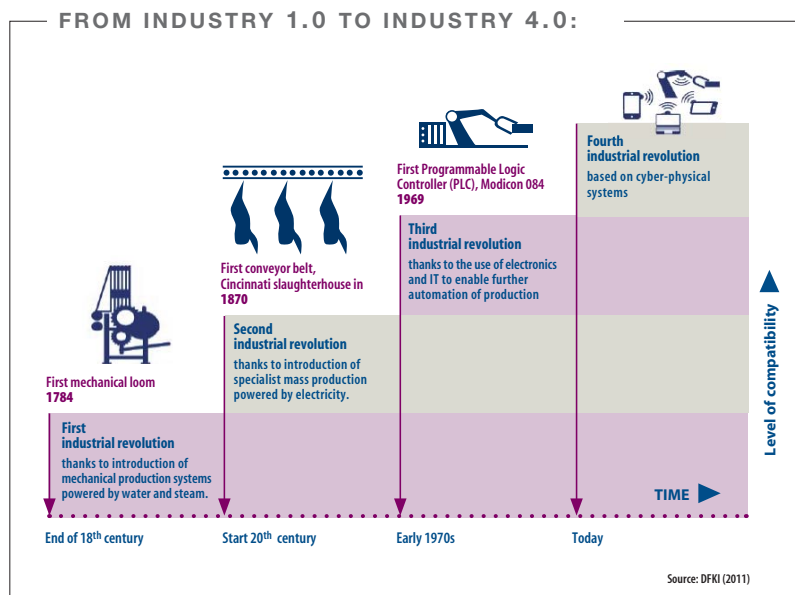 FROM INDUSTRY 1.0 TO INDUSTRY 4.0:
First mechanical loom
1784
First
industrial revolution
thanks to introduction of
mechanical production systems
powered by water and steam.
End of 18th century
First conveyor belt,
Cincinnati slaughterhouse in
1870
Second
industrial revolution
thanks to introduction of
specialist mass production
powered by electricity.
Start 20th century
First Programmable Logic
Controller (PLC), Modicon 084
1969
Third
industrial revolution
thanks to the use of electronics
and IT to enable further
automation of production
Early 1970s
Fourth
industrial revolution
based on cyber-physical
systems
Today
TIME
Level of compatibility
Source: DFKI (2011)